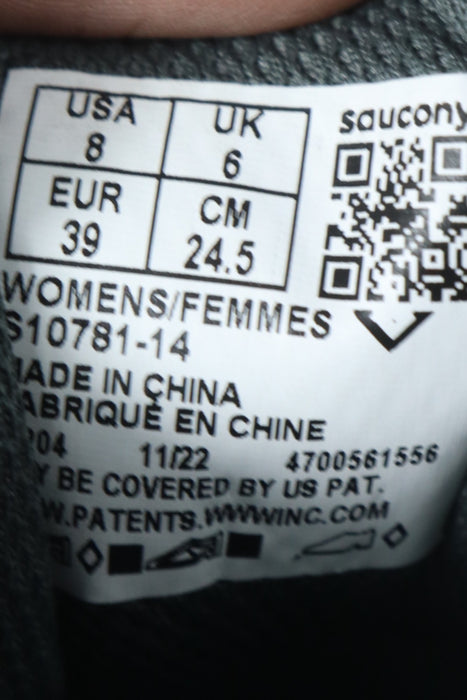 USA 8 UK 6
EUR 39 CM 24.5
saucony
WOMENS/FEMMES
S10781-14
MADE IN CHINA
FABRIQUÉ EN CHINE
204 11/22 4700561556
BE COVERED BY US PAT.
W.PATENTS.WWWINC.COM